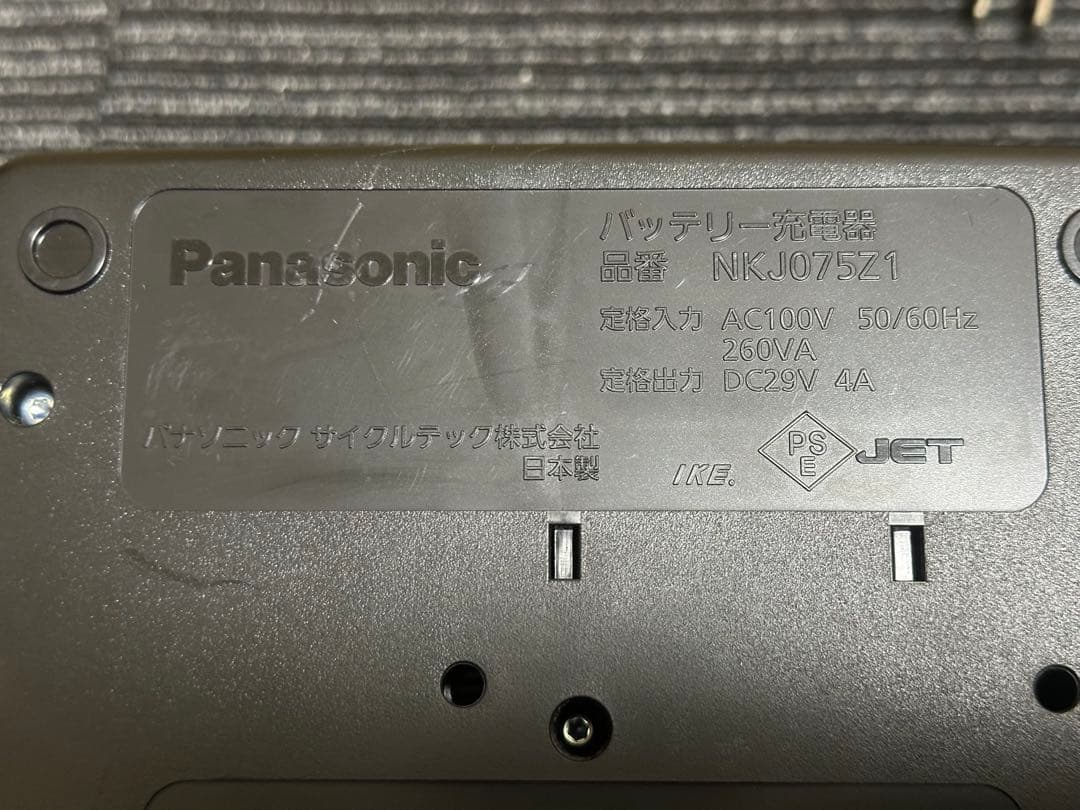 Panasonic
バッテリー充電器
品番 NKJ075Z1
定格入力 AC100V 50/60Hz
260VA
定格出力 DC29V 4A
パナソニック サイクルテック株式会社
日本製
IKE.
PS
E
JET